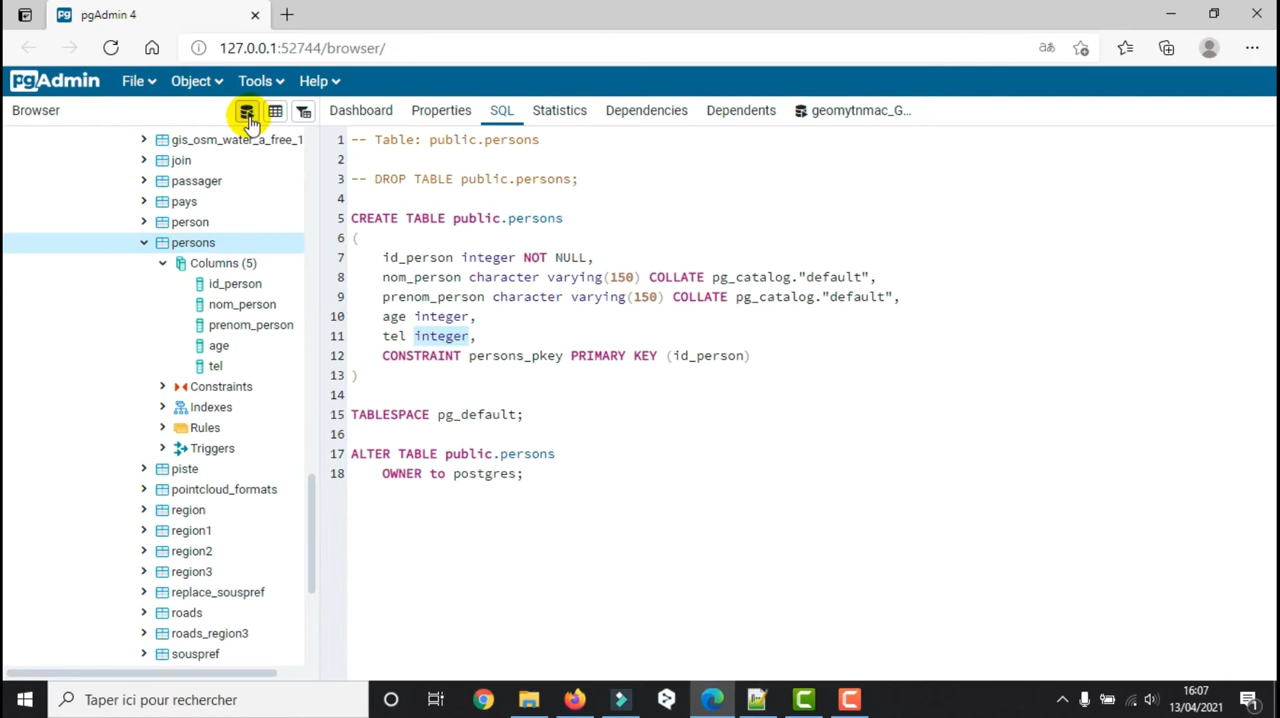 pgAdmin 4
127.0.0.1:52744/browser/
pgAdmin File Object Tools Help
Browser
Dashboard Properties SQL Statistics Dependencies Dependents geomytnmac_G...
gis_osm_water_a_free_1
join
passager
pays
person
persons
Columns (5)
id_person
nom_person
prenom_person
age
tel
Constraints
Indexes
Rules
Triggers
piste
pointcloud_formats
region
region1
region2
region3
replace_souspref
roads
roads_region3
souspref
1 -- Table: public.persons
2
3 -- DROP TABLE public.persons;
4
5 CREATE TABLE public.persons
6 (
7 id_person integer NOT NULL,
8 nom_person character varying(150) COLLATE pg_catalog."default",
9 prenom_person character varying(150) COLLATE pg_catalog."default",
10 age integer,
11 tel integer,
12 CONSTRAINT persons_pkey PRIMARY KEY (id_person)
13 )
14
15 TABLESPACE pg_default;
16
17 ALTER TABLE public.persons
18 OWNER to postgres;
Taper ici pour rechercher
16:07
13/04/2021
1